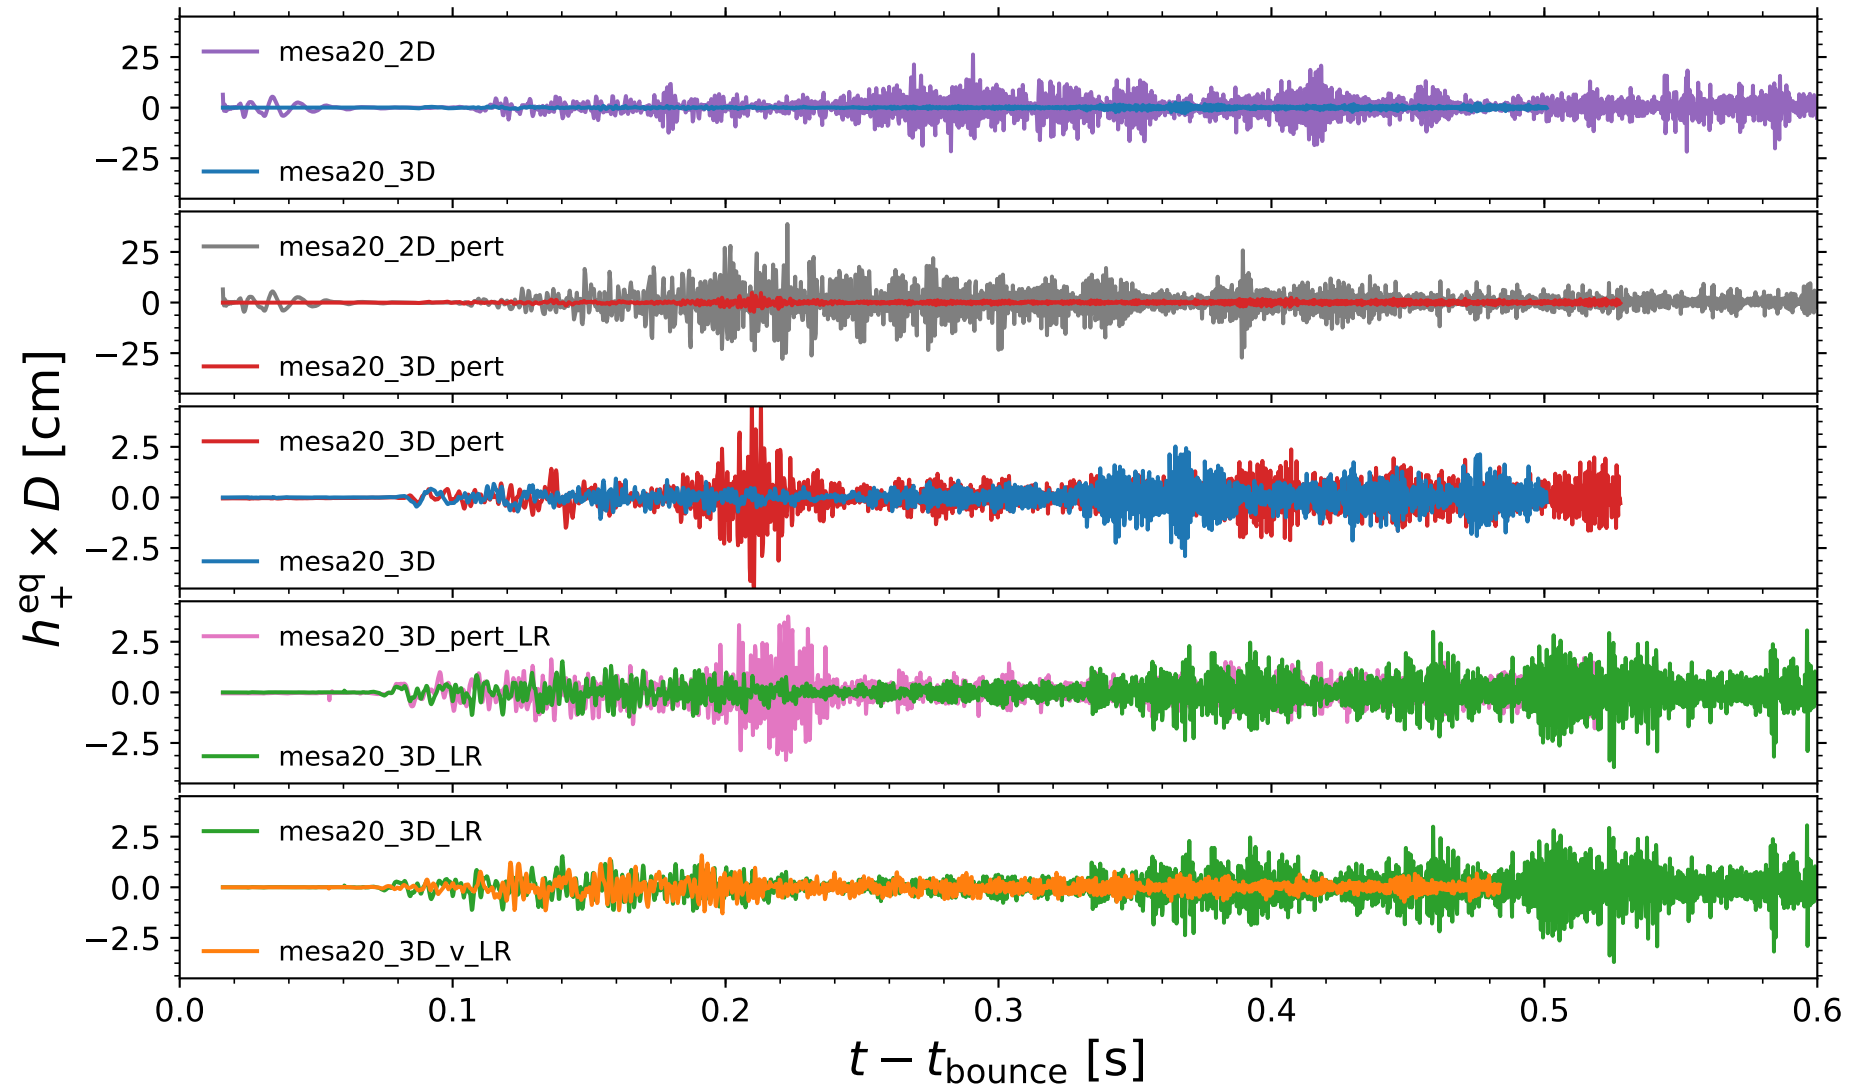 mesa20_2D
mesa20_3D
25
0
−25
mesa20_2D_pert
mesa20_3D_pert
25
0
−25
mesa20_3D_pert
mesa20_3D
2.5
0.0
−2.5
mesa20_3D_pert_LR
mesa20_3D_LR
2.5
0.0
−2.5
mesa20_3D_LR
mesa20_3D_v_LR
2.5
0.0
−2.5
0.0 0.1 0.2 0.3 0.4 0.5 0.6
t − t_bounce [s]
h_+^eq × D [cm]